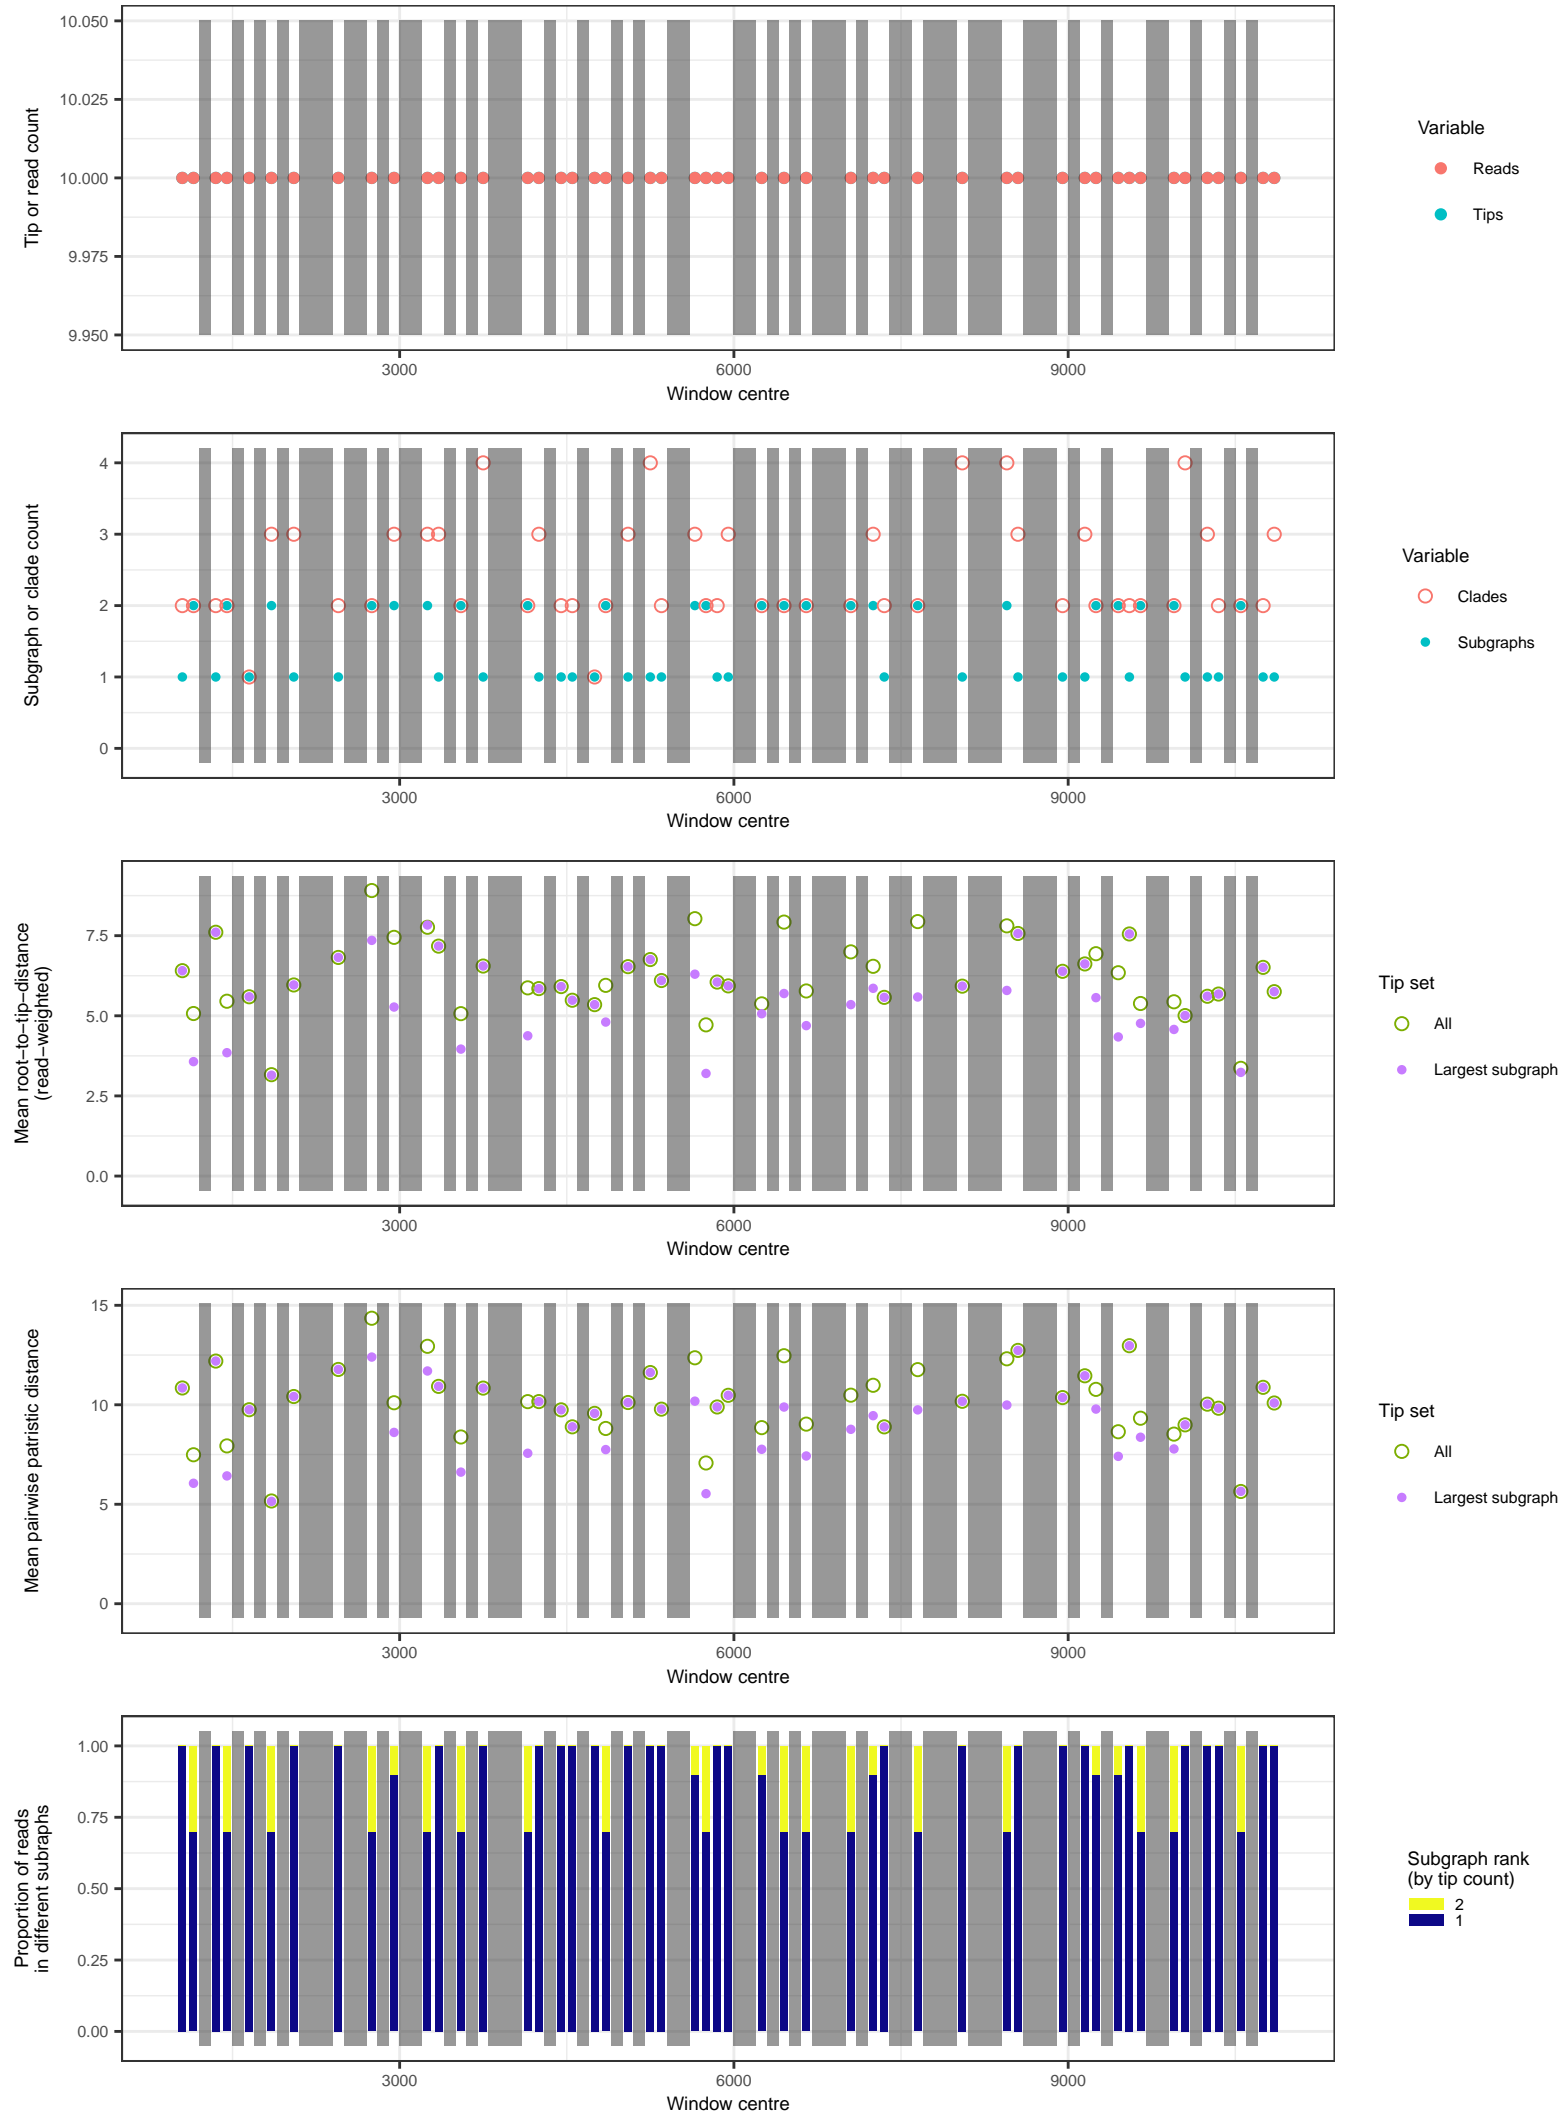 10.050
10.025
10.000
9.975
9.950
Tip or read count
3000
6000
9000
Window centre
Variable
Reads
Tips
4
3
2
1
0
Subgraph or clade count
3000
6000
9000
Window centre
Variable
Clades
Subgraphs
7.5
5.0
2.5
0.0
Mean root−to−tip−distance
(read−weighted)
3000
6000
9000
Window centre
Tip set
All
Largest subgraph
15
10
5
0
Mean pairwise patristic distance
3000
6000
9000
Window centre
Tip set
All
Largest subgraph
1.00
0.75
0.50
0.25
0.00
Proportion of reads
in different subraphs
3000
6000
9000
Window centre
Subgraph rank
(by tip count)
2
1